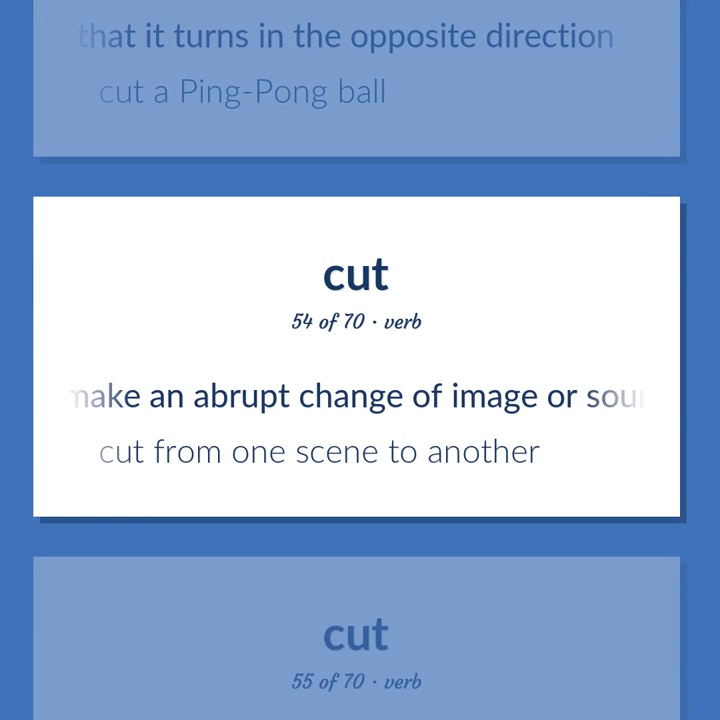 that it turns in the opposite direction
cut a Ping-Pong ball
cut
54 of 70 · verb
make an abrupt change of image or
cut from one scene to another
cut
55 of 70 · verb